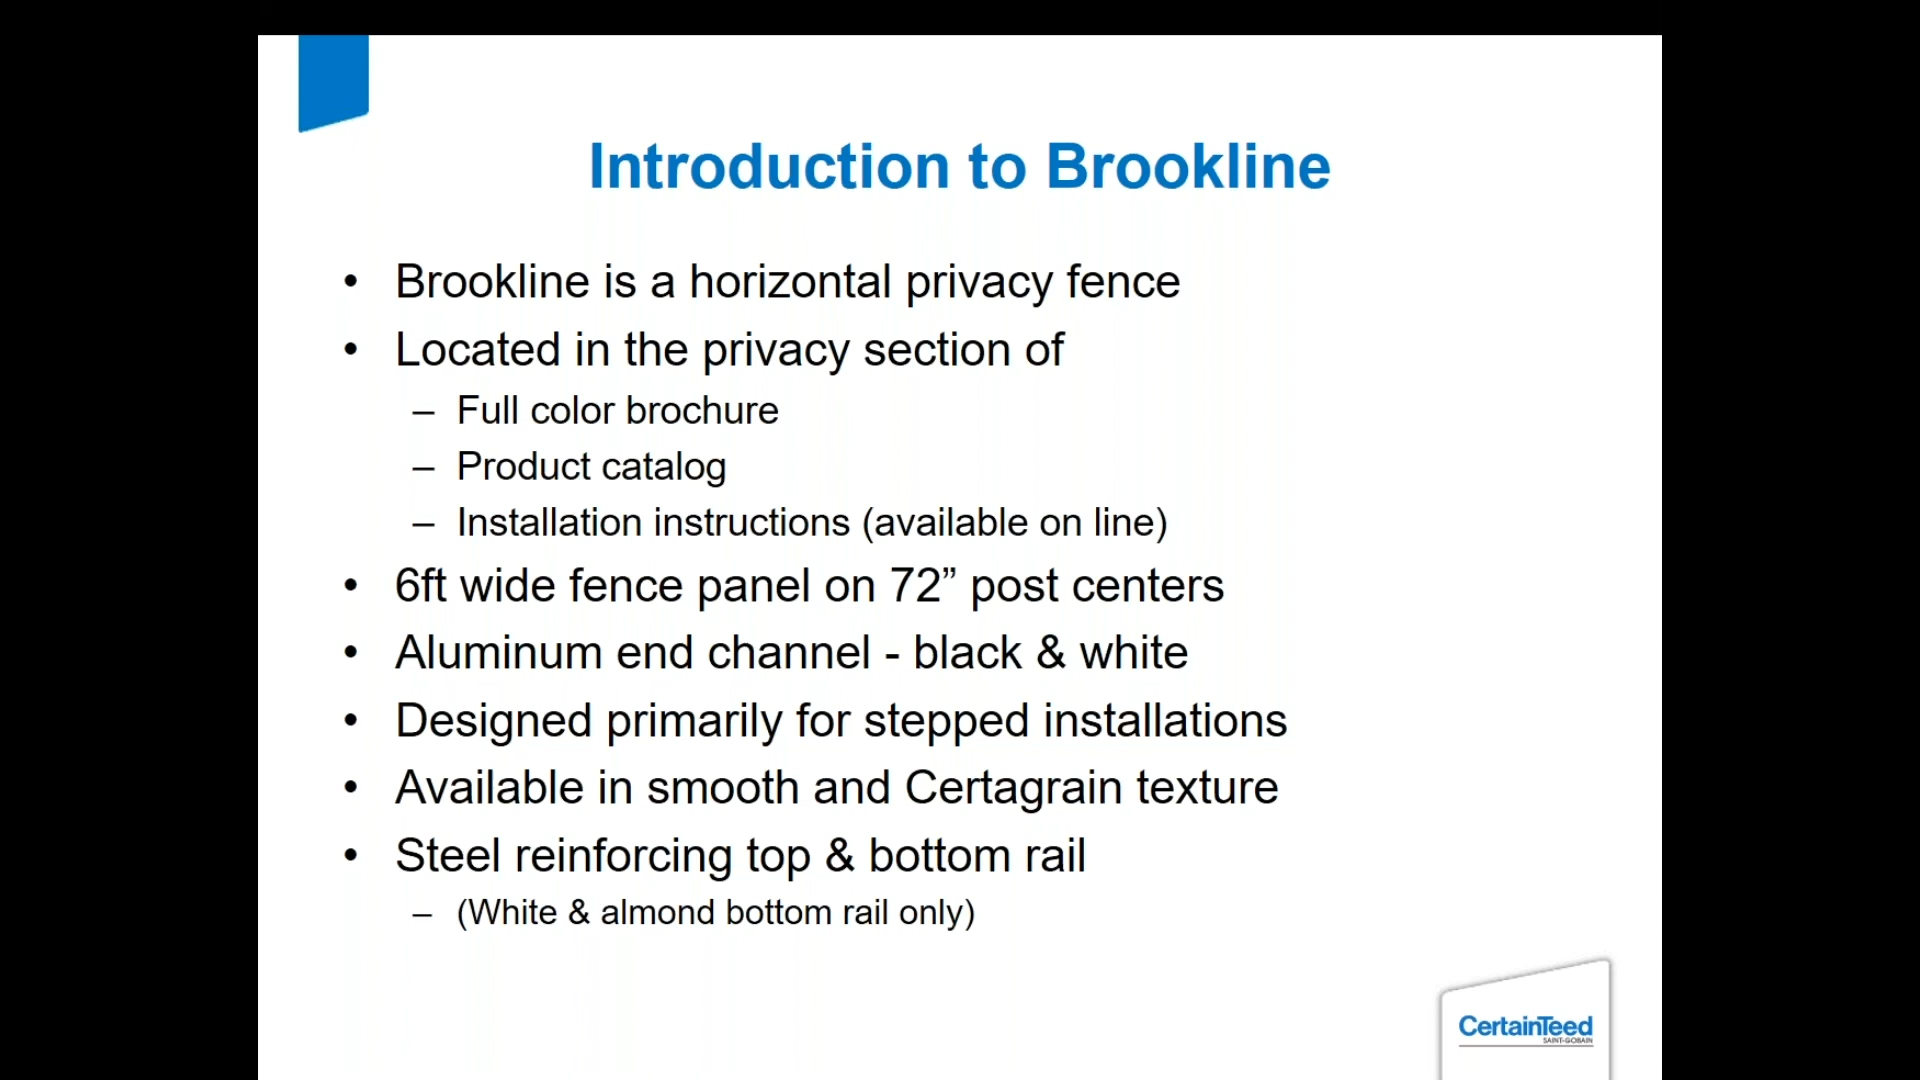 Introduction to Brookline
• Brookline is a horizontal privacy fence
• Located in the privacy section of
– Full color brochure
– Product catalog
– Installation instructions (available on line)
• 6ft wide fence panel on 72” post centers
• Aluminum end channel - black & white
• Designed primarily for stepped installations
• Available in smooth and Certagrain texture
• Steel reinforcing top & bottom rail
– (White & almond bottom rail only)
CertainTeed
SAINT-GOBAIN